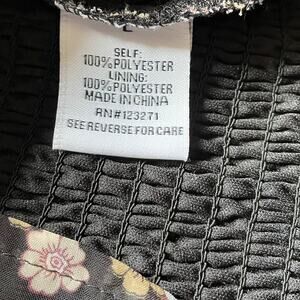 L
SELF:
100%POLYESTER
LINING:
100%POLYESTER
MADE IN CHINA
RN#123271
SEE REVERSE FOR CARE